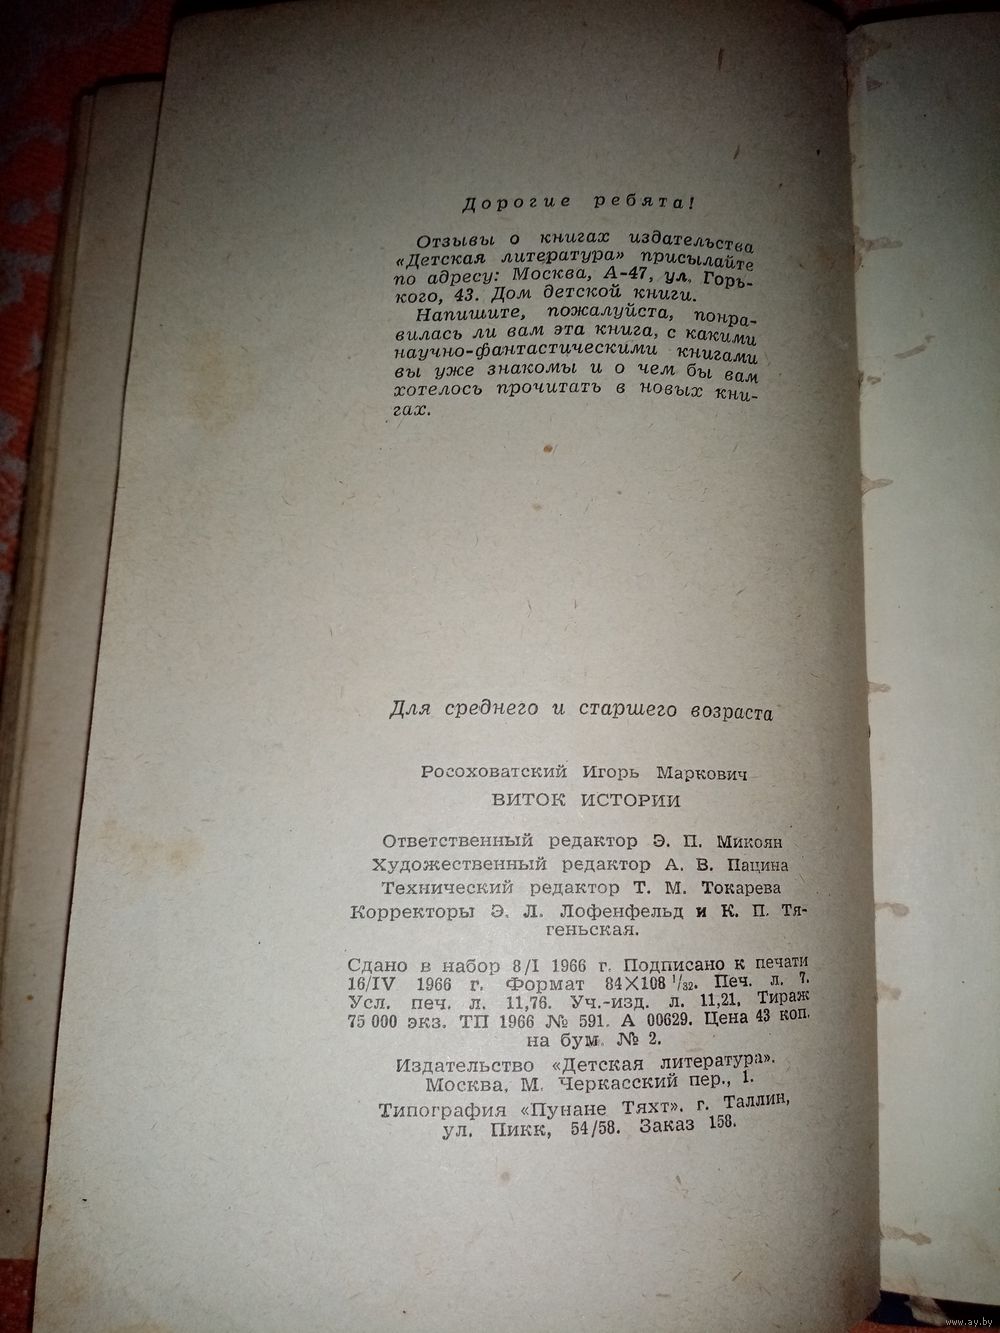 Дорогие ребята!
Отзывы о книгах издательства
«Детская литература» присылайте
по адресу: Москва, А-47, ул. Горь-
кого, 43. Дом детской книги.
Напишите, пожалуйста, понра-
вилась ли вам эта книга, с какими
научно-фантастическими книгами
вы уже знакомы и о чем бы вам
хотелось прочитать в новых кни-
гах.
Для среднего и старшего возраста
Росоховатский Игорь Маркович
ВИТОК ИСТОРИИ
Ответственный редактор Э. П. Микоян
Художественный редактор А. В. Пацина
Технический редактор Т. М. Токарева
Корректоры Э. Л. Лофенфельд и К. П. Тя-
геньская.
Сдано в набор 8/I 1966 г. Подписано к печати
16/IV 1966 г. Формат 84×108 1/32. Печ. л. 7.
Усл. печ. л. 11,76. Уч.-изд. л. 11,21. Тираж
75 000 экз. ТП 1966 № 591. А 00629. Цена 43 коп.
на бум. № 2.
Издательство «Детская литература».
Москва, М. Черкасский пер., 1.
Типография «Пунане Тяхт». г. Таллин,
ул. Пикк, 54/58. Заказ 158.
www.ay.by